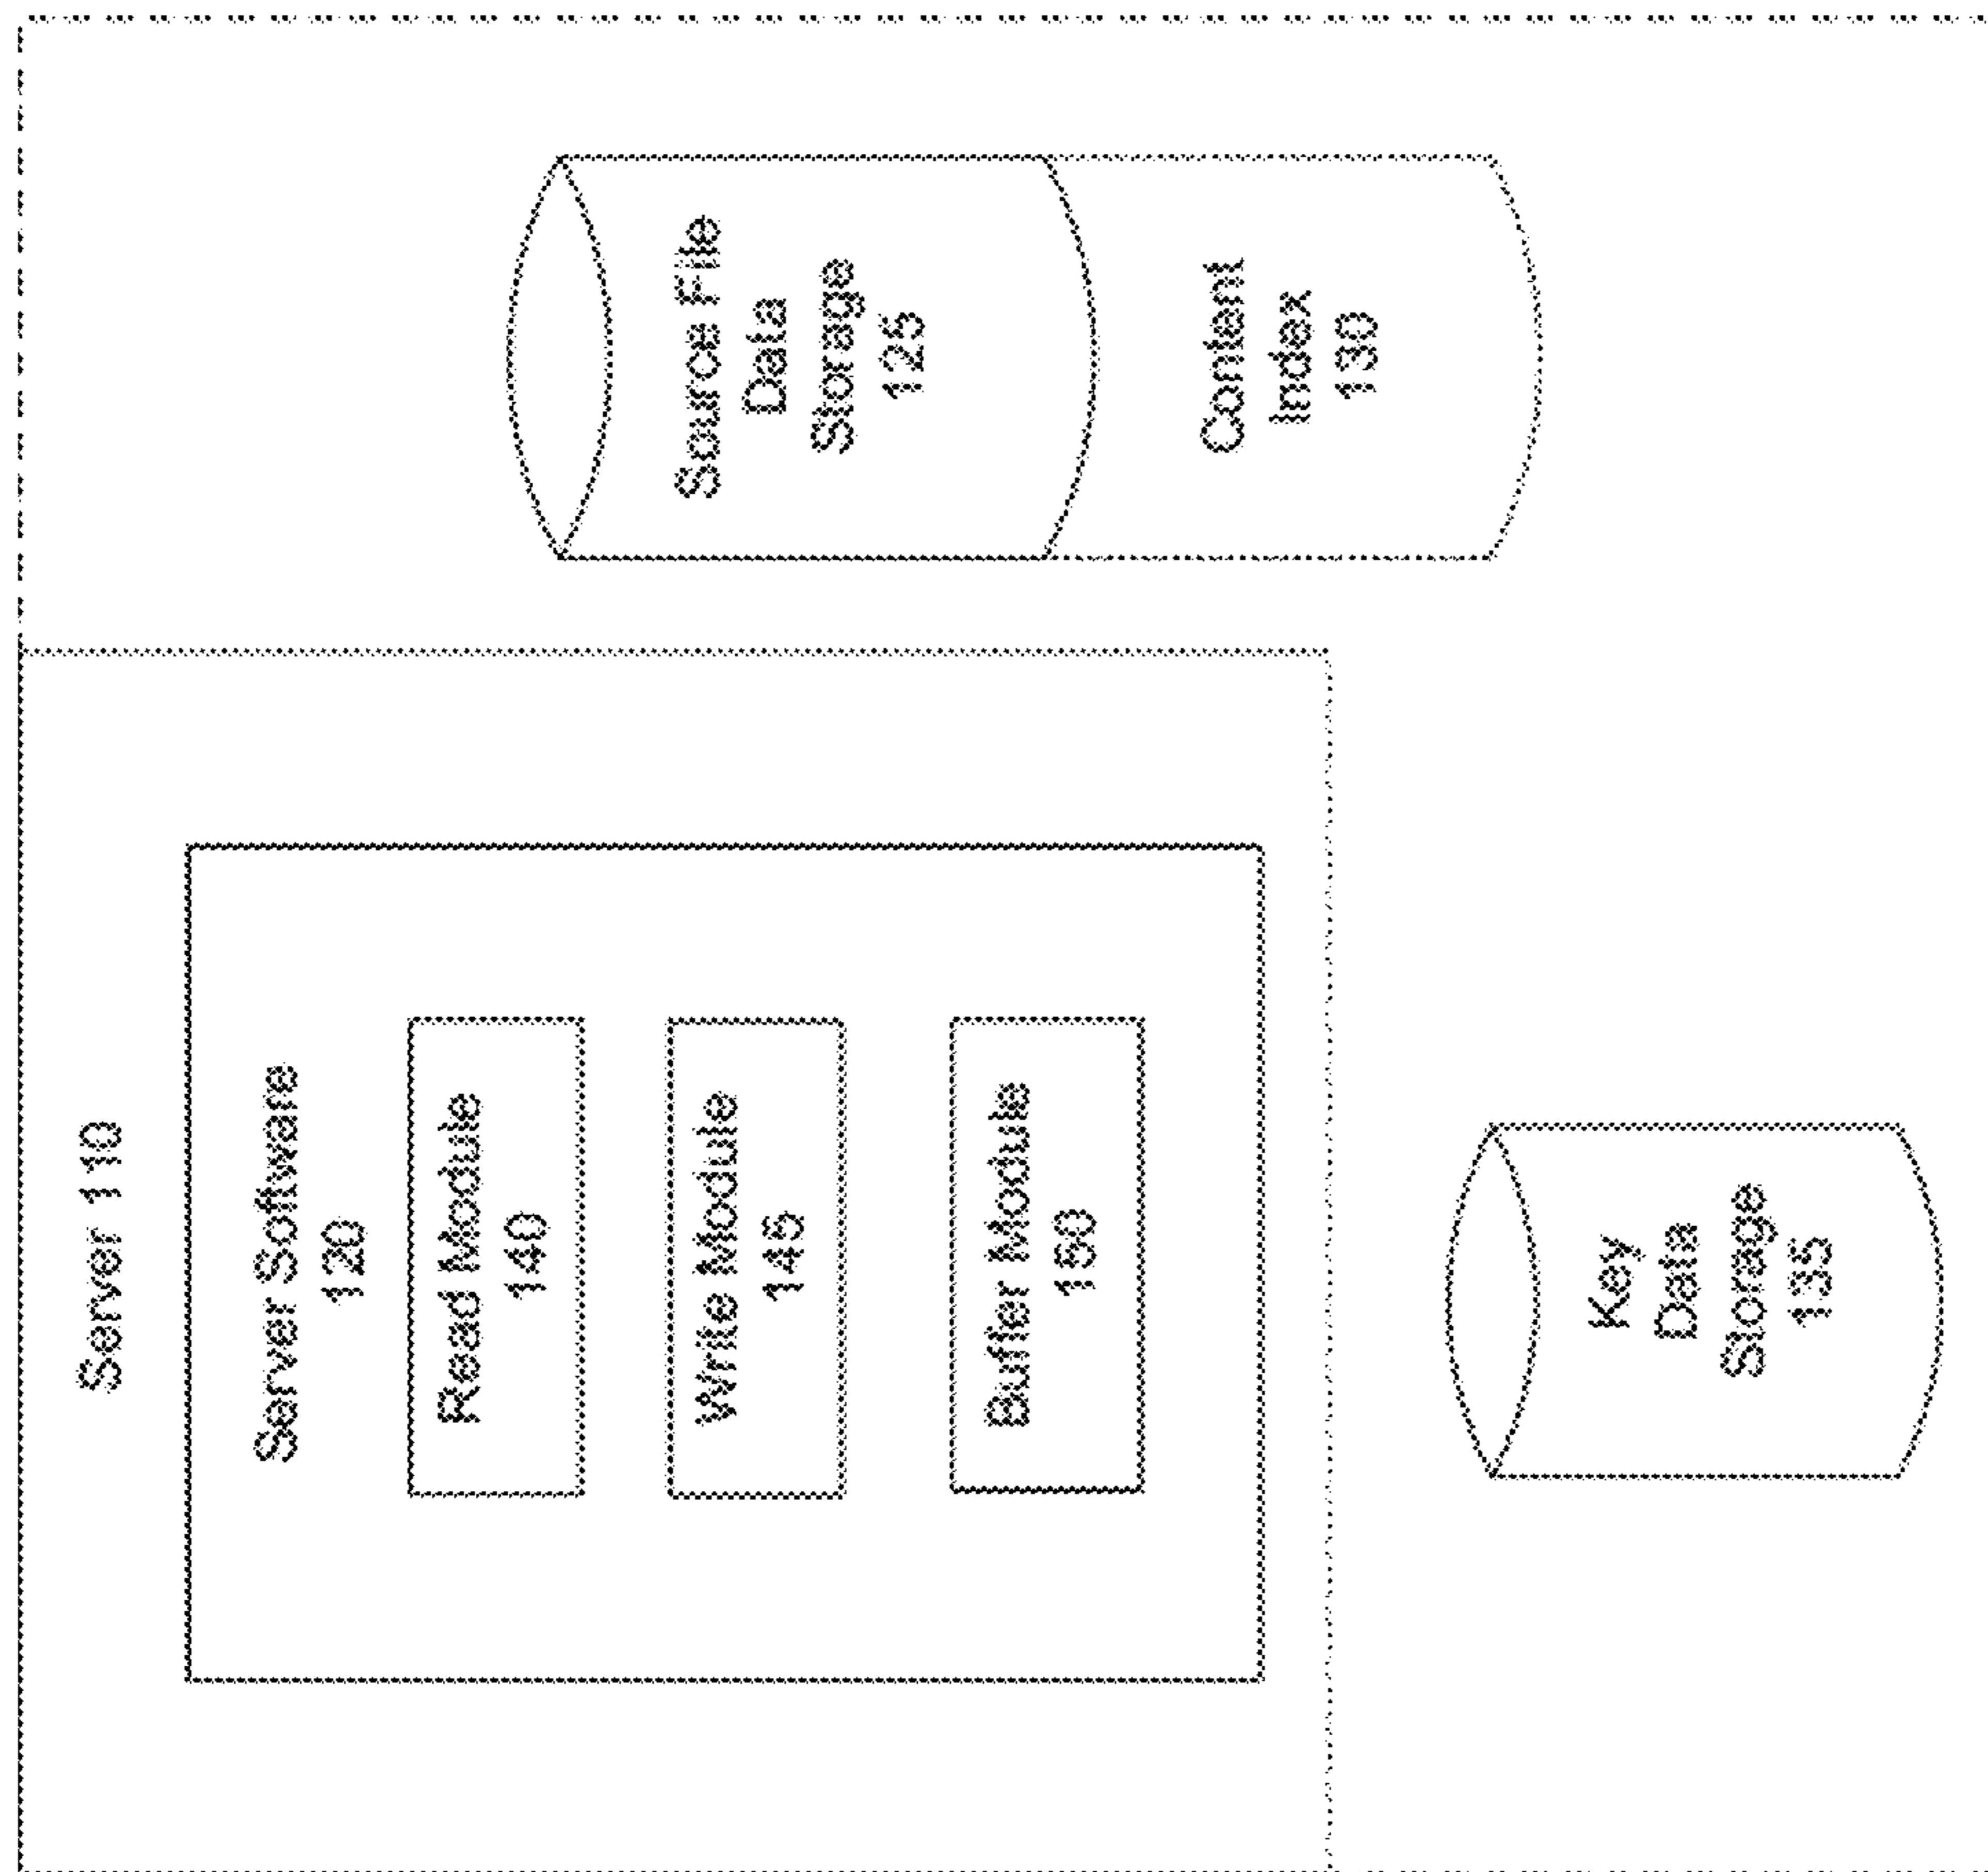 Server 110
Server Software
120
Read Module
140
Write Module
145
Buffer Module
150
Source File
Data
Storage
125
Content
Index
130
Key
Data
Storage
135